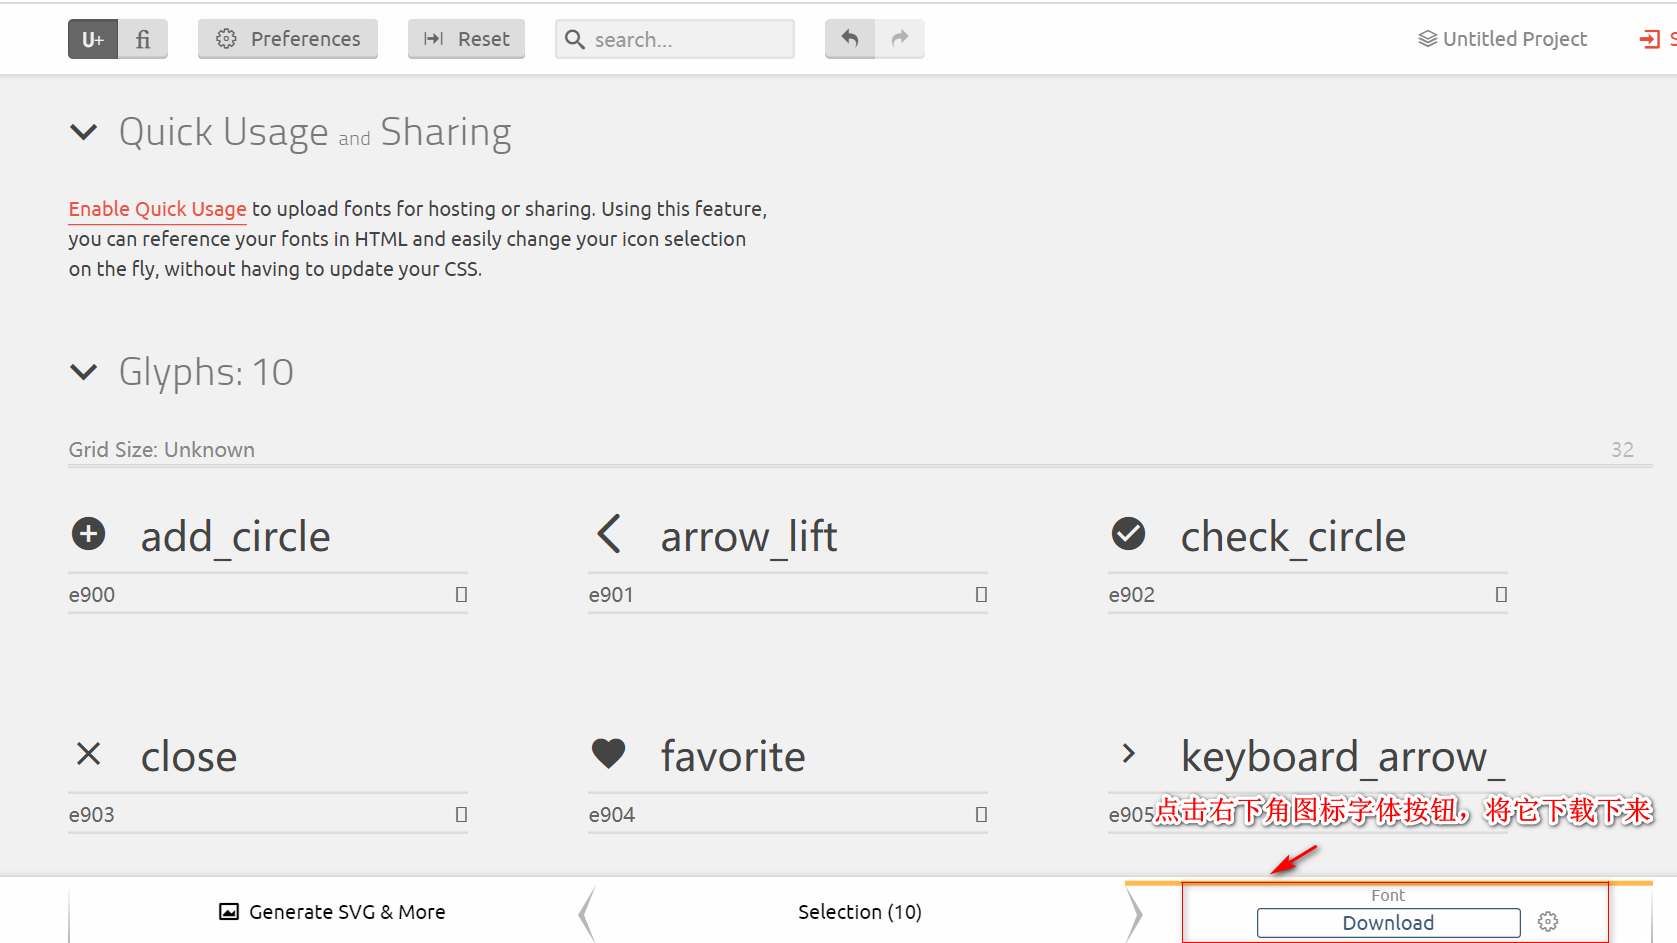 U+ fi Preferences Reset search... Untitled Project
Quick Usage and Sharing
Enable Quick Usage to upload fonts for hosting or sharing. Using this feature,
you can reference your fonts in HTML and easily change your icon selection
on the fly, without having to update your CSS.
Glyphs: 10
Grid Size: Unknown 32
add_circle arrow_lift check_circle
e900 e901 e902
close favorite keyboard_arrow_
e903 e904 e905
点击右下角图标字体按钮，将它下载下来
Generate SVG & More Selection (10) Font
Download